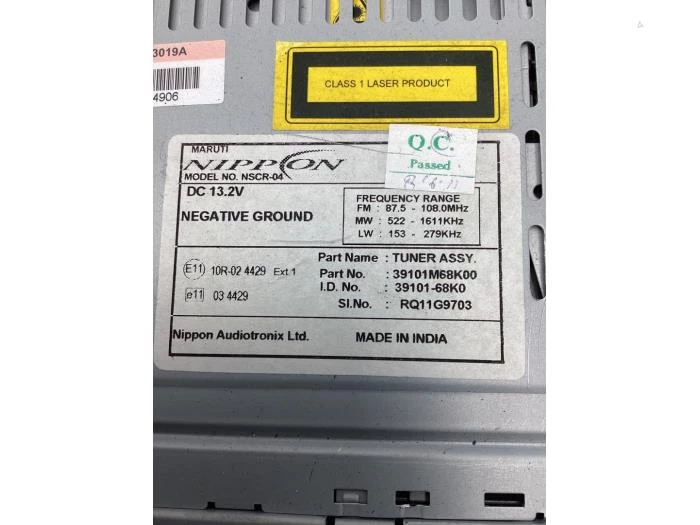 3019A
4906
CLASS 1 LASER PRODUCT
Q.C.
Passed
MARUTI
NIPPON
MODEL NO. NSCR-04
DC 13.2V
NEGATIVE GROUND
FREQUENCY RANGE
FM : 87.5 - 108.0MHz
MW : 522 - 1611KHz
LW : 153 - 279KHz
E11 10R-02 4429 Ext.1
e11 03 4429
Part Name : TUNER ASSY.
Part No. : 39101M68K00
I.D. No. : 39101-68K0
Sl.No. : RQ11G9703
Nippon Audiotronix Ltd.
MADE IN INDIA